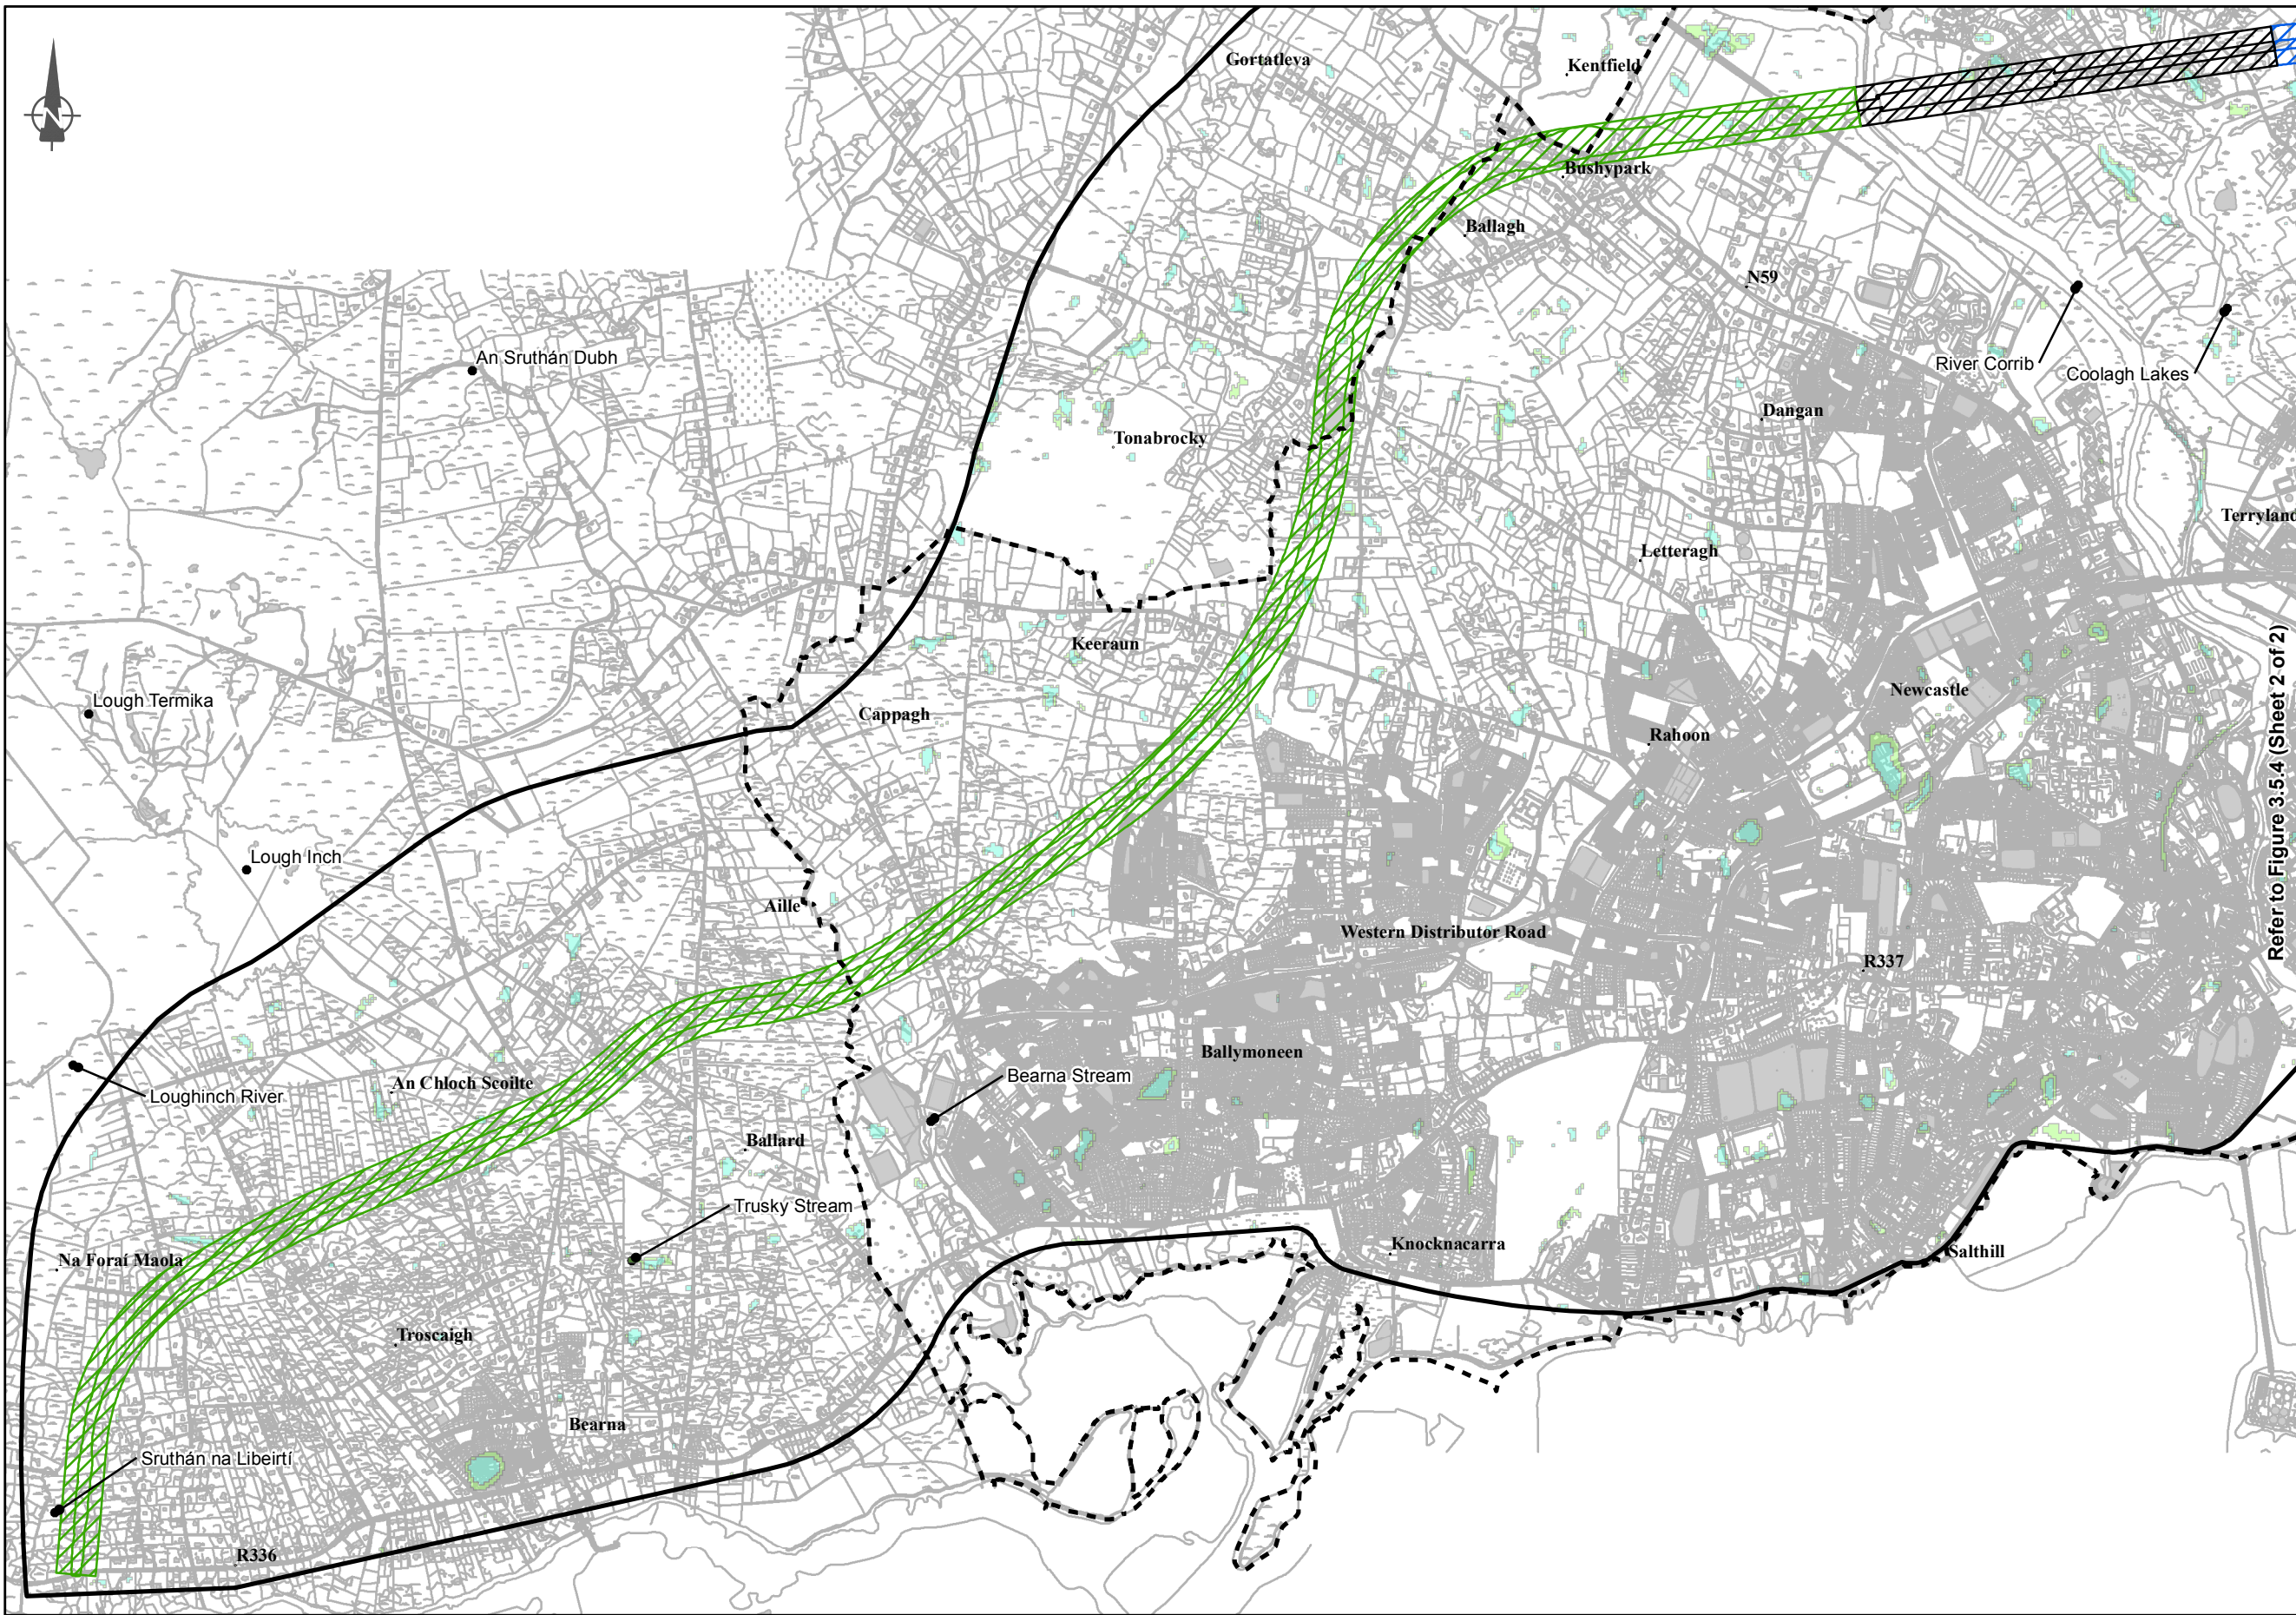 Gortatleva
Kentfield
N
Bushypark
Ballagh
N59
An Sruthán Dubh
River Corrib
Coolagh Lakes
Dangan
Tonabrocky
Terryland
Letteragh
Keeraun
Newcastle
Lough Termika
Cappagh
Rahoon
Refer to Figure 3.5.4 (Sheet 2 of 2)
Lough Inch
Aille
Western Distributor Road
R337
Ballymoneen
Bearna Stream
An Chloch Scoilte
Loughinch River
Ballard
Trusky Stream
Knocknacarra
Salthill
Na Foraí Maola
Troscaigh
Bearna
Sruthán na Libeirtí
R336